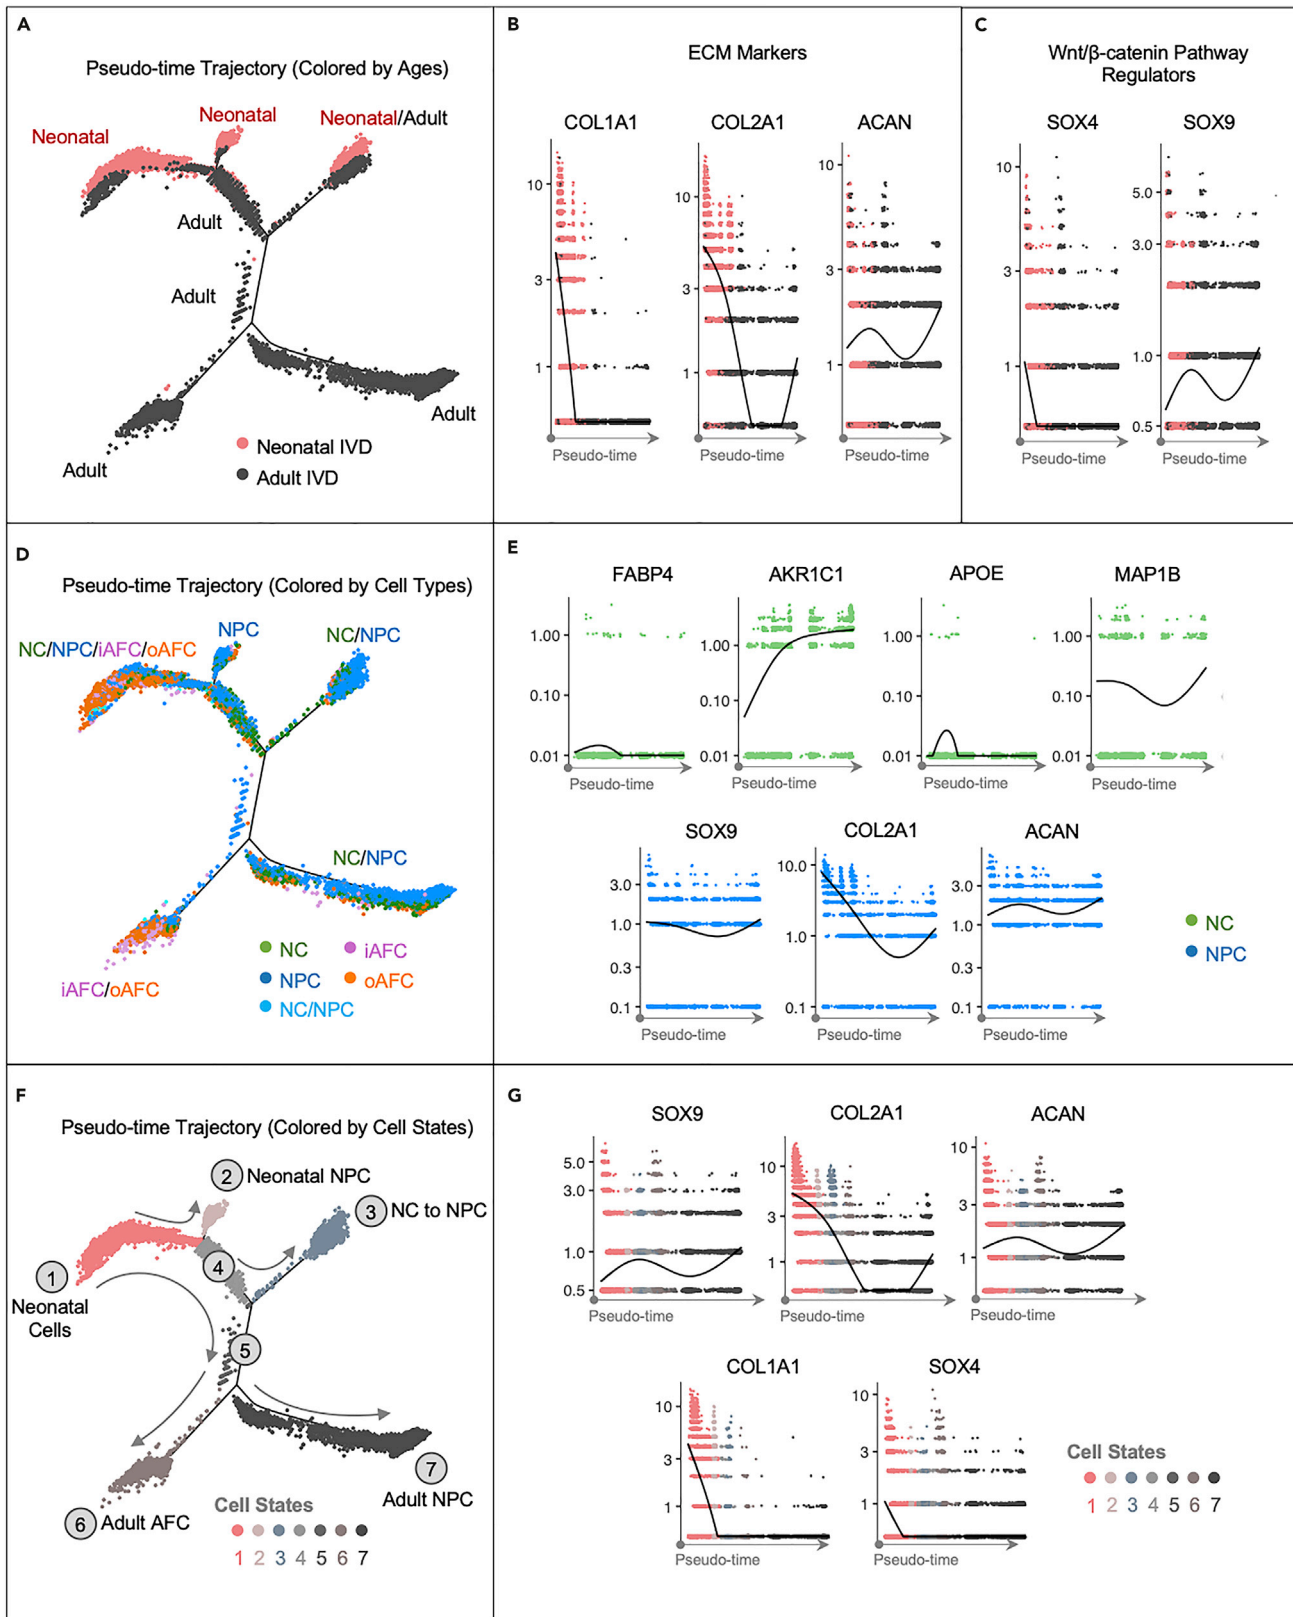 A
Pseudo-time Trajectory (Colored by Ages)
Neonatal
Neonatal
Neonatal/Adult
Adult
Adult
Adult
Adult
Neonatal IVD
Adult IVD
B
ECM Markers
COL1A1
COL2A1
ACAN
10
3
1
Pseudo-time
10
3
1
Pseudo-time
10
3
1
Pseudo-time
C
Wnt/β-catenin Pathway
Regulators
SOX4
SOX9
10
3
1
Pseudo-time
5.0
3.0
1.0
0.5
Pseudo-time
D
Pseudo-time Trajectory (Colored by Cell Types)
NC/NPC/iAFC/oAFC
NPC
NC/NPC
NC/NPC
iAFC/oAFC
NC
iAFC
NPC
oAFC
NC/NPC
E
FABP4
AKR1C1
APOE
MAP1B
1.00
0.10
0.01
Pseudo-time
1.00
0.10
0.01
Pseudo-time
1.00
0.10
0.01
Pseudo-time
1.00
0.10
0.01
Pseudo-time
SOX9
COL2A1
ACAN
3.0
1.0
0.3
0.1
Pseudo-time
10.0
1.0
0.1
Pseudo-time
3.0
1.0
0.3
0.1
Pseudo-time
NC
NPC
F
Pseudo-time Trajectory (Colored by Cell States)
2 Neonatal NPC
3 NC to NPC
1
Neonatal
Cells
4
5
7
Adult NPC
6 Adult AFC
Cell States
1 2 3 4 5 6 7
G
SOX9
COL2A1
ACAN
5.0
3.0
1.0
0.5
Pseudo-time
10
3
1
Pseudo-time
10
3
1
Pseudo-time
COL1A1
SOX4
10
3
1
Pseudo-time
10
3
1
Pseudo-time
Cell States
1 2 3 4 5 6 7